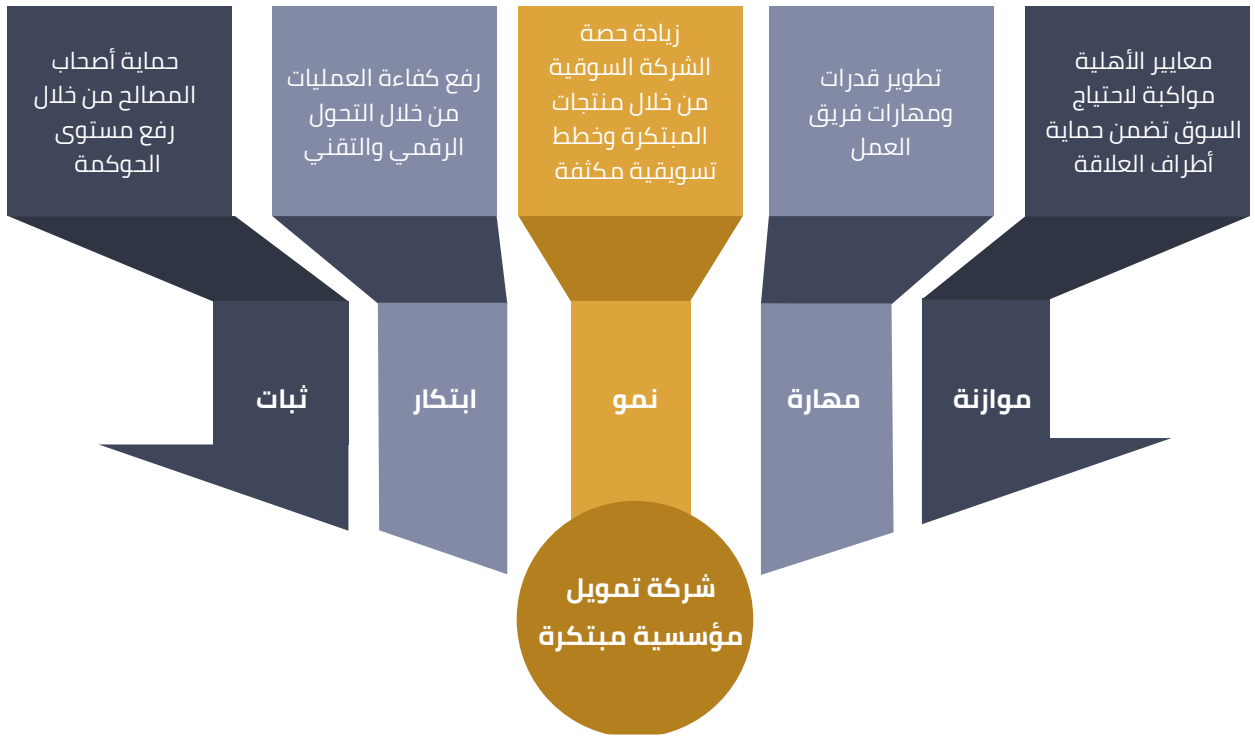 معايير الأهلية
مواكبة لاحتياج
السوق تضمن حماية
أطراف العلاقة
تطوير قدرات
ومهارات فريق
العمل
زيادة حصة
الشركة السوقية
من خلال منتجات
المبتكرة وخطط
تسويقية مكثفة
رفع كفاءة العمليات
من خلال التحول
الرقمي والتقني
حماية أصحاب
المصالح من خلال
رفع مستوى
الحوكمة
موازنة
مهارة
نمو
ابتكار
ثبات
شركة تمويل
مؤسسية مبتكرة